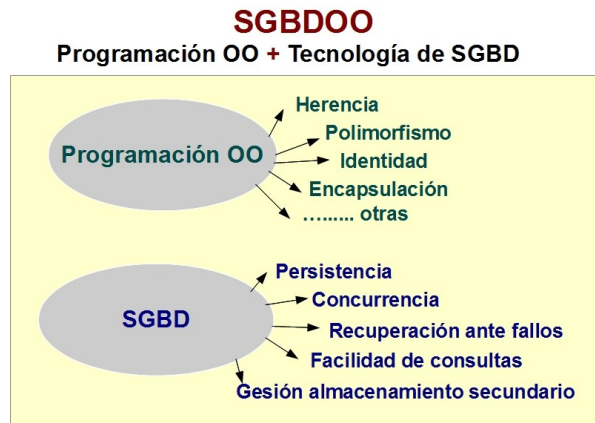 SGBDOO
Programación OO + Tecnología de SGBD
Programación OO
Herencia
Polimorfismo
Identidad
Encapsulación
…...... otras
SGBD
Persistencia
Concurrencia
Recuperación ante fallos
Facilidad de consultas
Gesión almacenamiento secundario